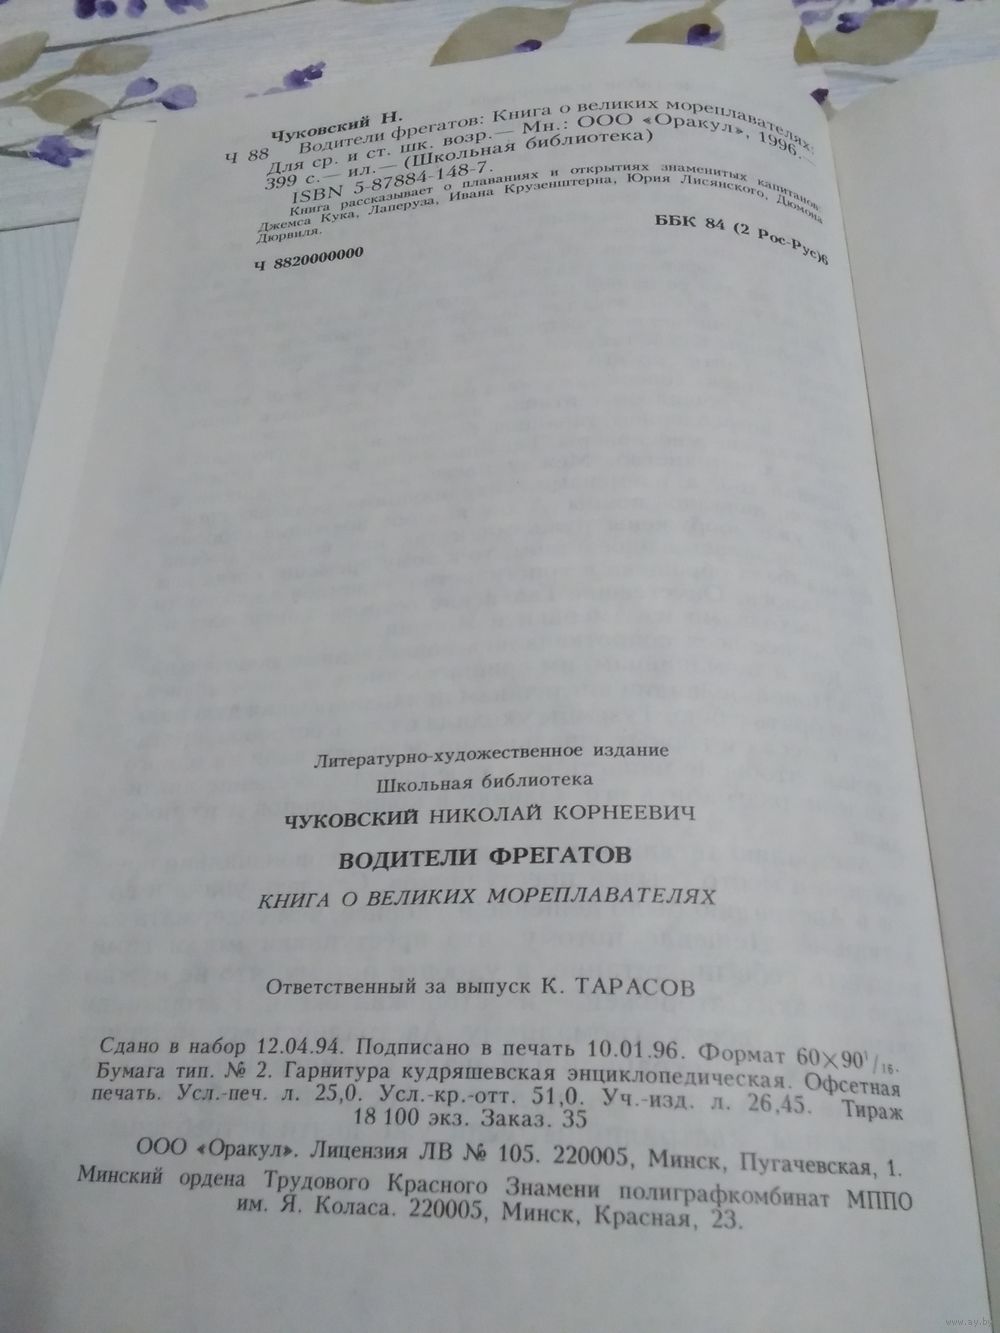 Чуковский Н.
Ч 88 Водители фрегатов: Книга о великих мореплавателях:
Для ср. и ст. шк. возр.— Мн.: ООО «Оракул», 1996.—
399 с.— ил.— (Школьная библиотека)
ISBN 5-87884-148-7.
Книга рассказывает о плаваниях и открытиях знаменитых капитанов
Джемса Кука, Лаперуза, Ивана Крузенштерна, Юрия Лисянского, Дюмона
Дюрвиля.
Ч 8820000000
ББК 84 (2 Рос-Рус)6
Литературно-художественное издание
Школьная библиотека
ЧУКОВСКИЙ НИКОЛАЙ КОРНЕЕВИЧ
ВОДИТЕЛИ ФРЕГАТОВ
КНИГА О ВЕЛИКИХ МОРЕПЛАВАТЕЛЯХ
Ответственный за выпуск К. ТАРАСОВ
Сдано в набор 12.04.94. Подписано в печать 10.01.96. Формат 60×90¹/₁₆.
Бумага тип. № 2. Гарнитура кудряшевская энциклопедическая. Офсетная
печать. Усл.-печ. л. 25,0. Усл.-кр.-отт. 51,0. Уч.-изд. л. 26,45. Тираж
18 100 экз. Заказ. 35
ООО «Оракул». Лицензия ЛВ № 105. 220005, Минск, Пугачевская, 1.
Минский ордена Трудового Красного Знамени полиграфкомбинат МППО
им. Я. Коласа. 220005, Минск, Красная, 23.
www.ay.by